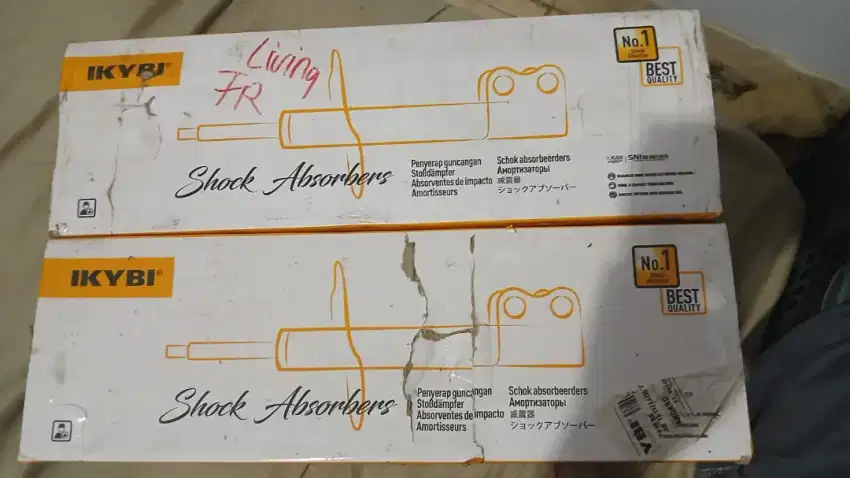 IKYBI
Living
FR
No.1
BEST
QUALITY
Shock Absorbers
Penyerap guncangan
Stoßdämpfer
Absorventes de impacto
Amortisseurs
Schok absorbeerders
Амортизаторы
减震器
ショックアブソーバー
SNI
IKYBI
No.1
BEST
QUALITY
Shock Absorbers
Penyerap guncangan
Stoßdämpfer
Absorventes de impacto
Amortisseurs
Schok absorbeerders
Амортизаторы
减震器
ショックアブソーバー
YBI